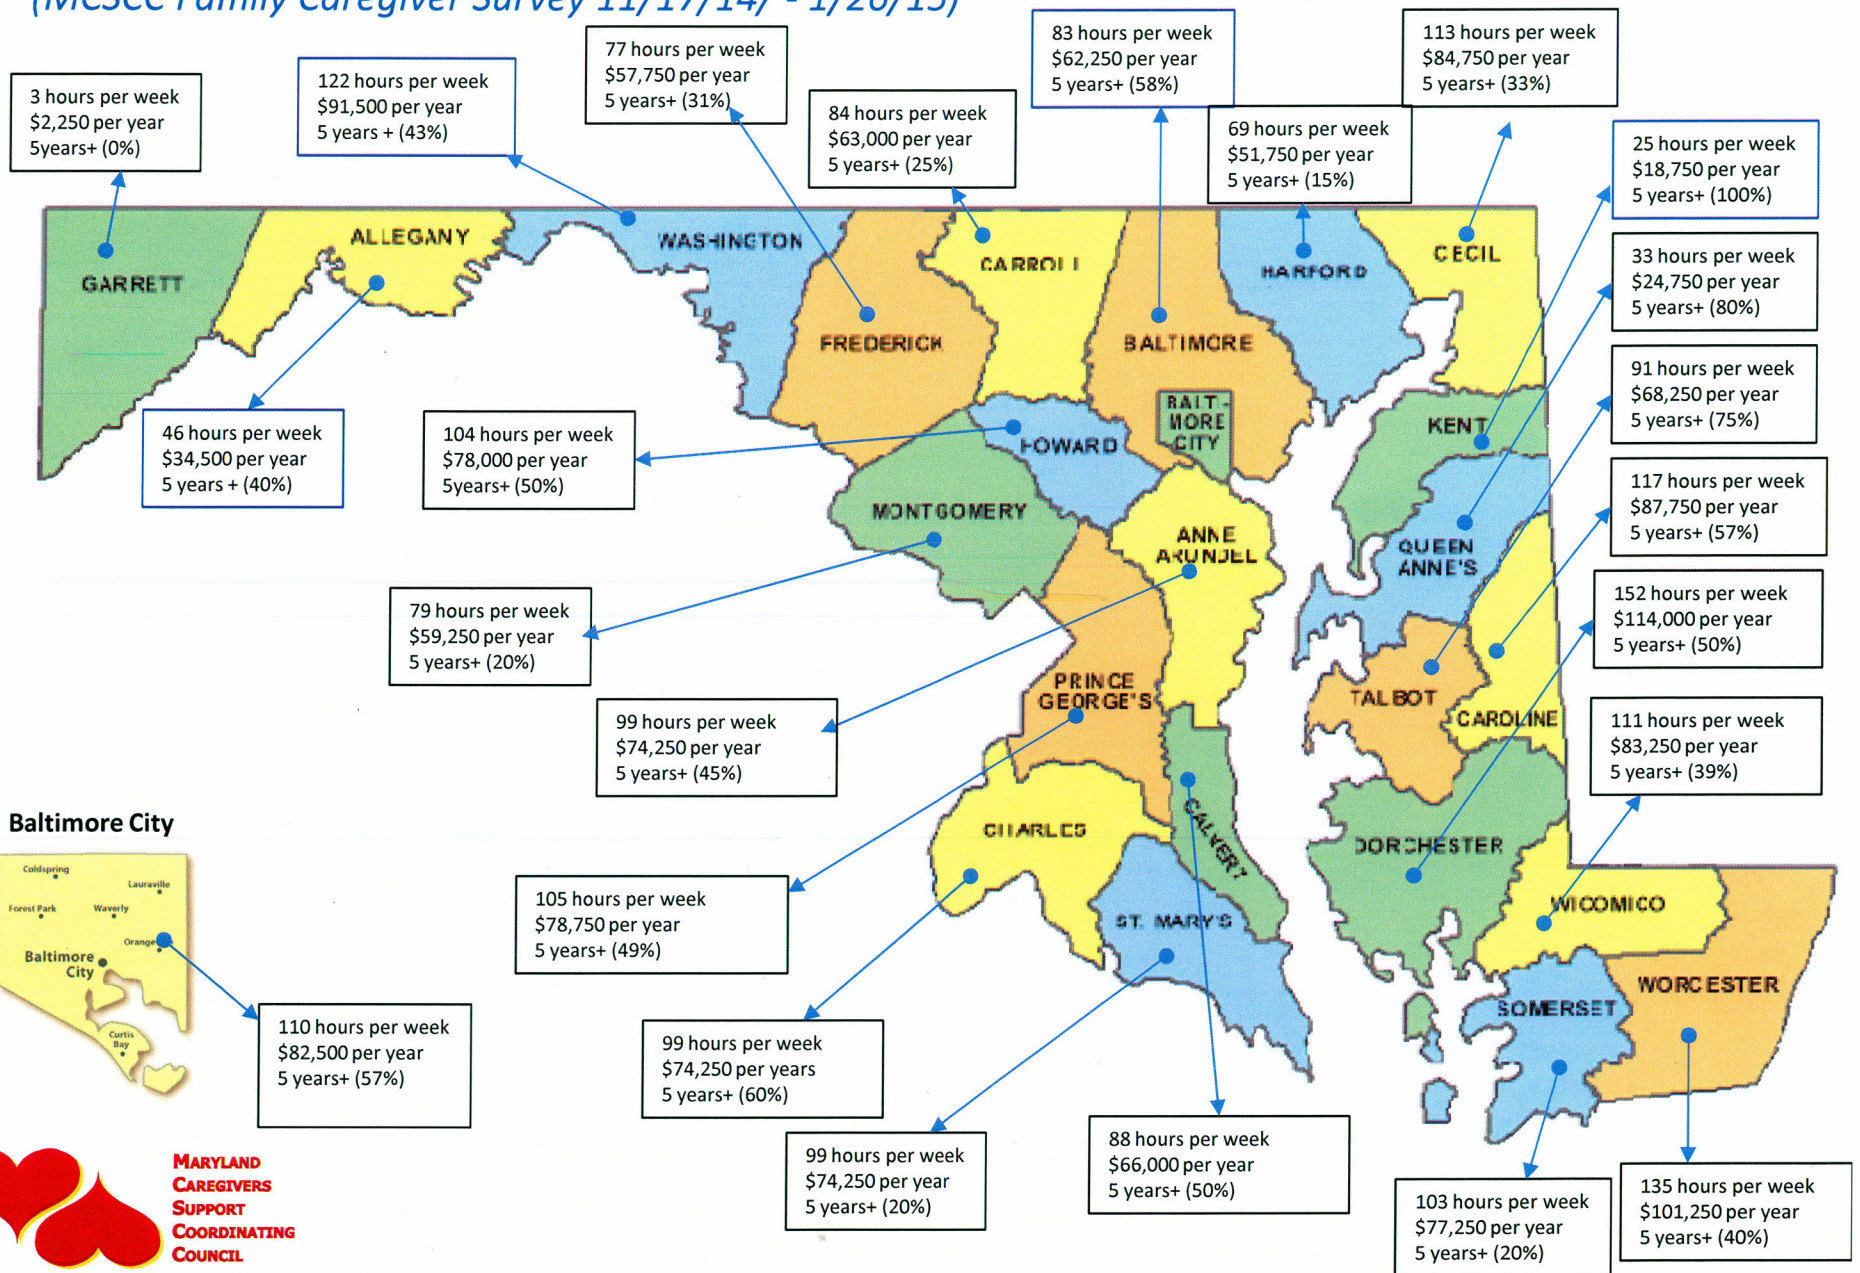 (MCSCC Family Caregiver Survey 11/17/14/ - 1/26/15)
3 hours per week
$2,250 per year
5years+ (0%)
122 hours per week
$91,500 per year
5 years + (43%)
77 hours per week
$57,750 per year
5 years+ (31%)
84 hours per week
$63,000 per year
5 years+ (25%)
83 hours per week
$62,250 per year
5 years+ (58%)
69 hours per week
$51,750 per year
5 years+ (15%)
113 hours per week
$84,750 per year
5 years+ (33%)
25 hours per week
$18,750 per year
5 years+ (100%)
33 hours per week
$24,750 per year
5 years+ (80%)
91 hours per week
$68,250 per year
5 years+ (75%)
117 hours per week
$87,750 per year
5 years+ (57%)
152 hours per week
$114,000 per year
5 years+ (50%)
111 hours per week
$83,250 per year
5 years+ (39%)
GARRETT
ALLEGANY
WASHINGTON
FREDERICK
CARROLL
BALTIMORE
HARFORD
CECIL
BALTI-
MORE
CITY
HOWARD
KENT
MONTGOMERY
ANNE
ARUNDEL
QUEEN
ANNE'S
PRINCE
GEORGE'S
TALBOT
CAROLINE
CHARLES
CALVERT
DORCHESTER
ST. MARY'S
WICOMICO
SOMERSET
WORCESTER
46 hours per week
$34,500 per year
5 years + (40%)
104 hours per week
$78,000 per year
5years+ (50%)
79 hours per week
$59,250 per year
5 years+ (20%)
99 hours per week
$74,250 per year
5 years+ (45%)
105 hours per week
$78,750 per year
5 years+ (49%)
99 hours per week
$74,250 per years
5 years+ (60%)
99 hours per week
$74,250 per year
5 years+ (20%)
88 hours per week
$66,000 per year
5 years+ (50%)
103 hours per week
$77,250 per year
5 years+ (20%)
135 hours per week
$101,250 per year
5 years+ (40%)
Baltimore City
Coldspring
Lauraville
Forest Park
Waverly
Orange
Baltimore
City
Curtis
Bay
110 hours per week
$82,500 per year
5 years+ (57%)
MARYLAND
CAREGIVERS
SUPPORT
COORDINATING
COUNCIL